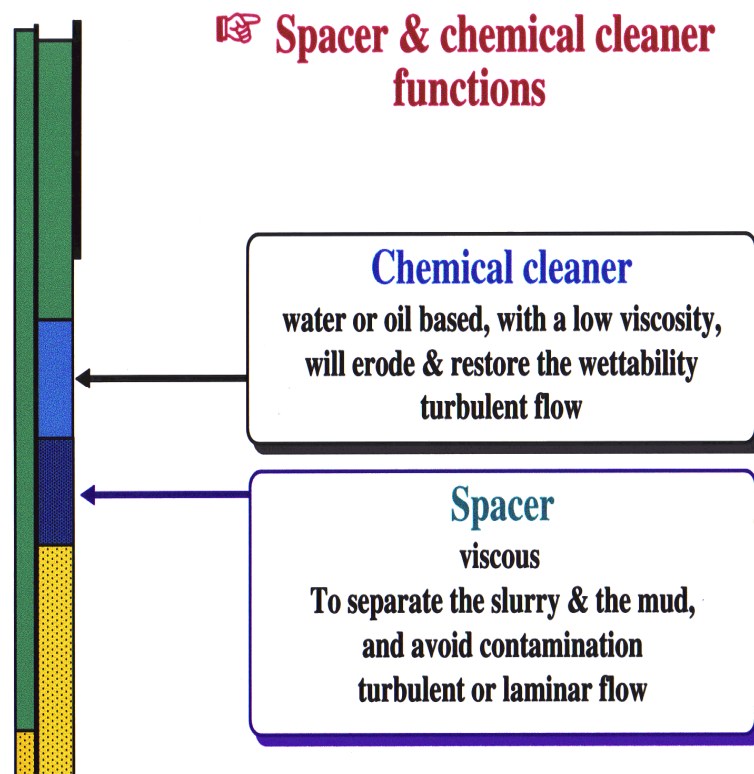 ☞ Spacer & chemical cleaner
functions
Chemical cleaner
water or oil based, with a low viscosity,
will erode & restore the wettability
turbulent flow
Spacer
viscous
To separate the slurry & the mud,
and avoid contamination
turbulent or laminar flow